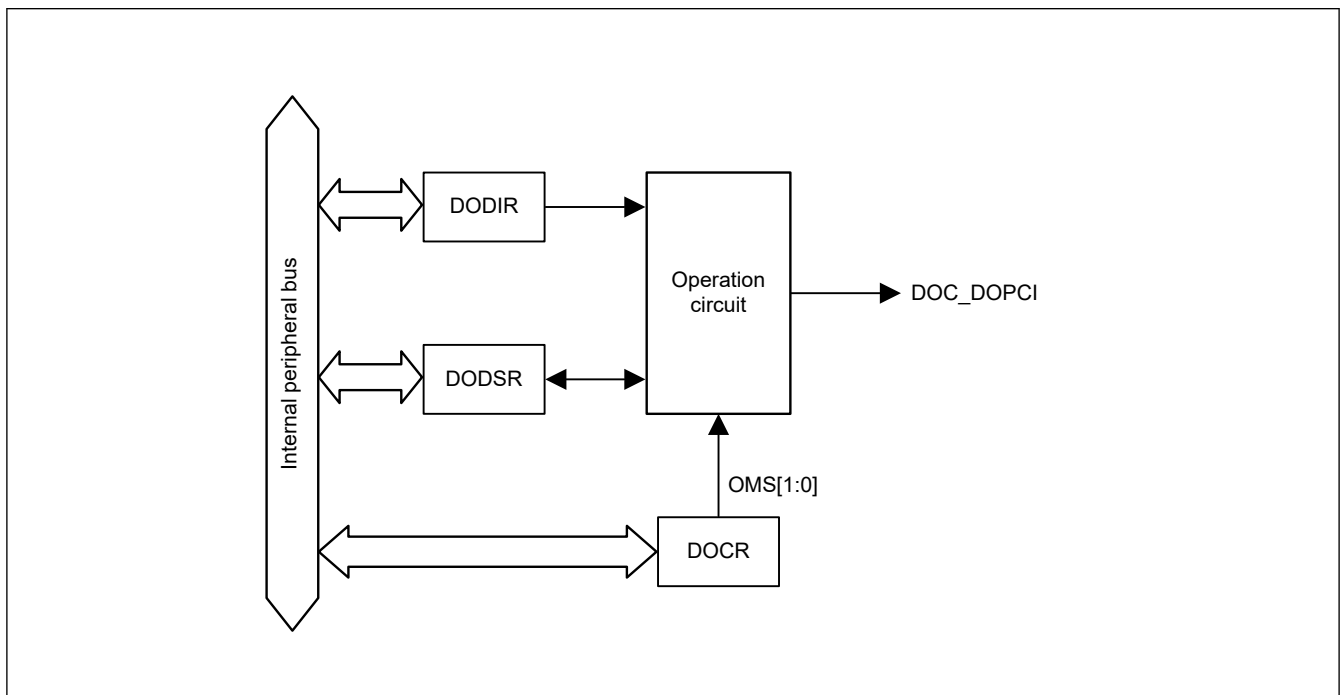 Internal peripheral bus
DODIR
Operation
circuit
DOC_DOPCI
DODSR
OMS[1:0]
DOCR